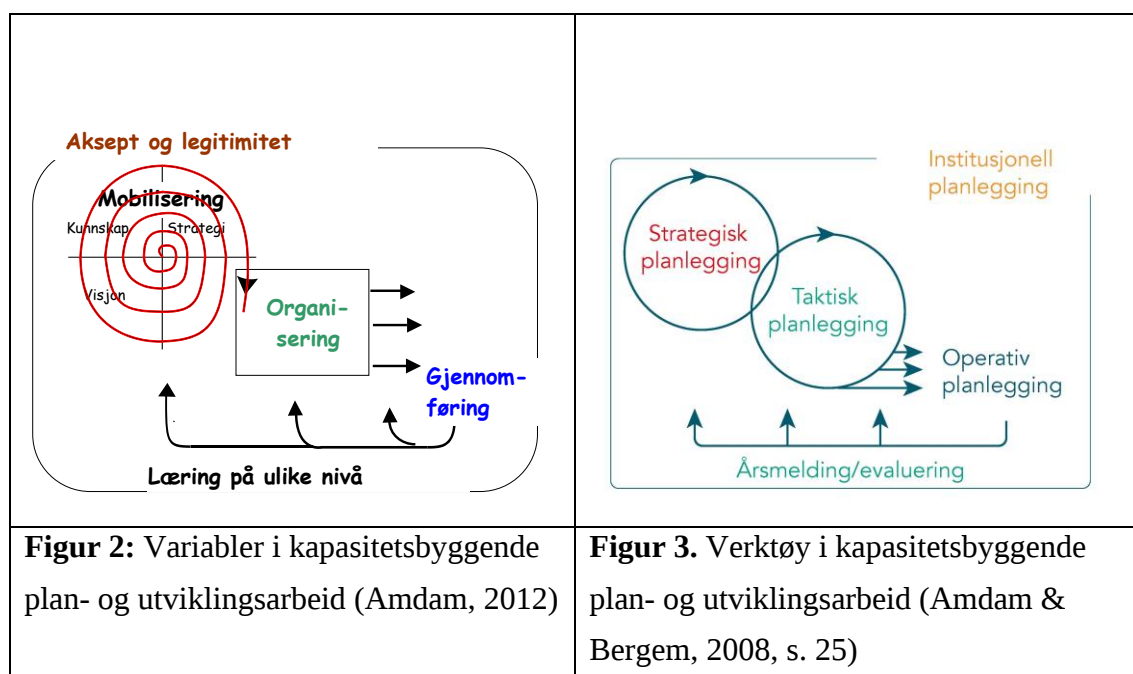 Aksept og legitimitet
Mobilisering
Kunnskap
Strategi
Visjon
Organi-
sering
Gjennom-
føring
Læring på ulike nivå
Institusjonell
planlegging
Strategisk
planlegging
Taktisk
planlegging
Operativ
planlegging
Årsmelding/evaluering
Figur 2: Variabler i kapasitetsbyggende
plan- og utviklingsarbeid (Amdam, 2012)
Figur 3. Verktøy i kapasitetsbyggende
plan- og utviklingsarbeid (Amdam &
Bergem, 2008, s. 25)